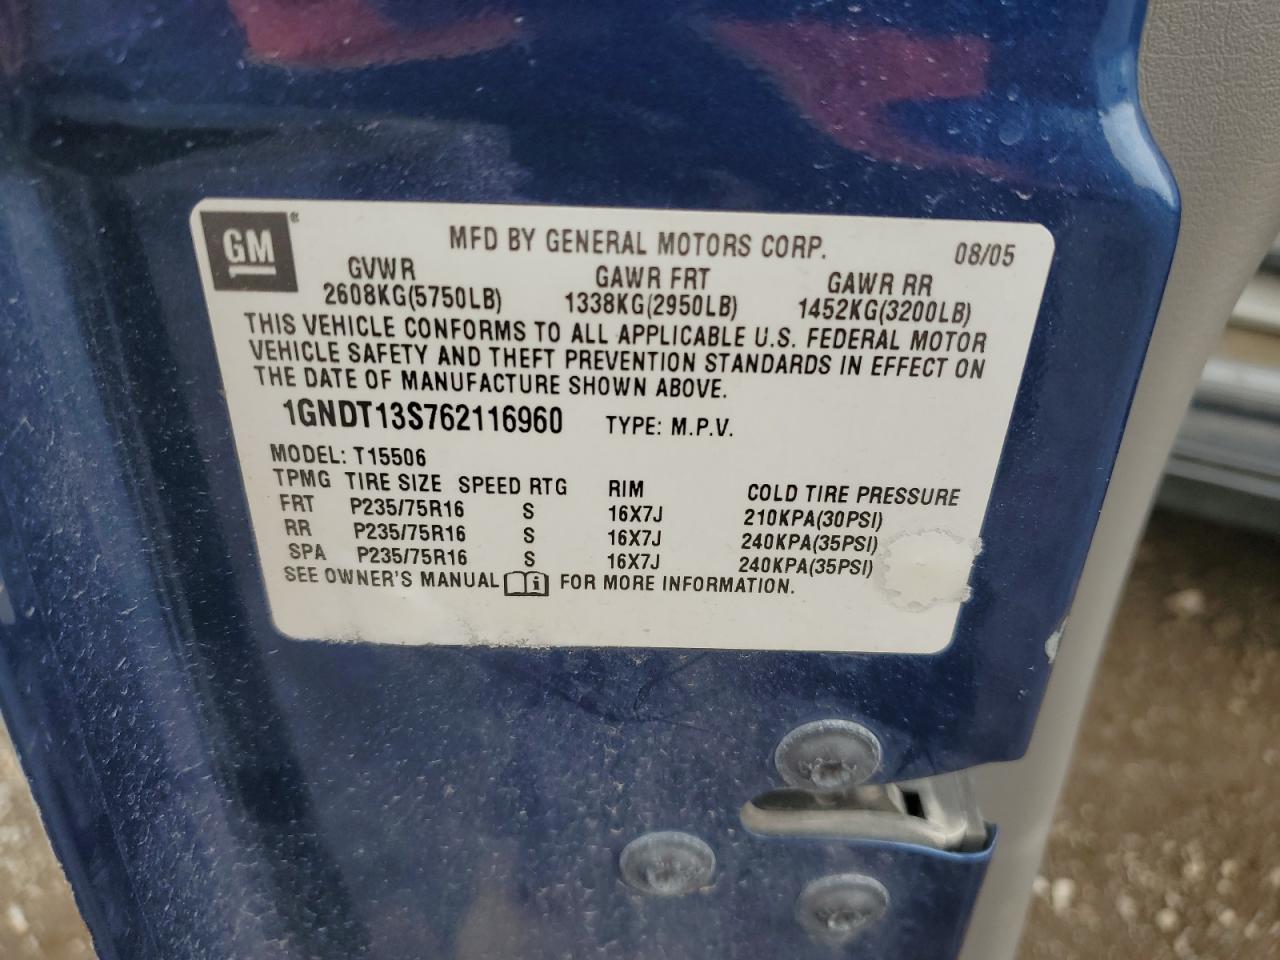 GM®
MFD BY GENERAL MOTORS CORP. 08/05
GVWR GAWR FRT GAWR RR
2608KG(5750LB) 1338KG(2950LB) 1452KG(3200LB)
THIS VEHICLE CONFORMS TO ALL APPLICABLE U.S. FEDERAL MOTOR
VEHICLE SAFETY AND THEFT PREVENTION STANDARDS IN EFFECT ON
THE DATE OF MANUFACTURE SHOWN ABOVE.
1GNDT13S762116960 TYPE: M.P.V.
MODEL: T15506
TPMG TIRE SIZE SPEED RTG RIM COLD TIRE PRESSURE
FRT P235/75R16 S 16X7J 210KPA(30PSI)
RR P235/75R16 S 16X7J 240KPA(35PSI)
SPA P235/75R16 S 16X7J 240KPA(35PSI)
SEE OWNER'S MANUAL i FOR MORE INFORMATION.